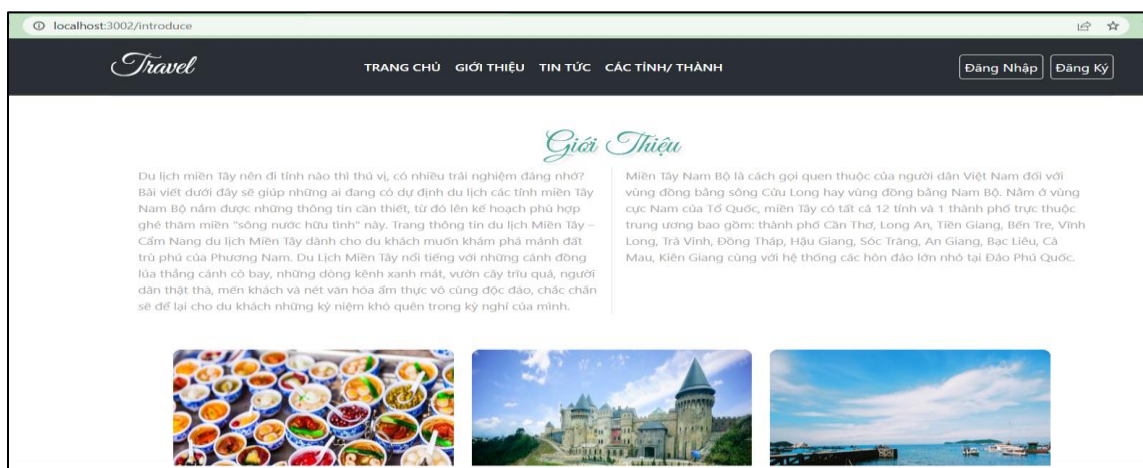 localhost:3002/introduce
Travel
TRANG CHỦ GIỚI THIỆU TIN TỨC CÁC TỈNH/ THÀNH
Đăng Nhập Đăng Ký
Giới Thiệu
Du lịch miền Tây nên đi tỉnh nào thì thú vị, có nhiều trải nghiệm đáng nhớ?
Bài viết dưới đây sẽ giúp những ai đang có dự định du lịch các tỉnh miền Tây
Nam Bộ nắm được những thông tin cần thiết, từ đó lên kế hoạch phù hợp
ghé thăm miền "sông nước hữu tình" này. Trang thông tin du lịch Miền Tây –
Cẩm Nang du lịch Miền Tây dành cho du khách muốn khám phá mảnh đất
trù phú của Phương Nam. Du Lịch Miền Tây nổi tiếng với những cánh đồng
lúa thẳng cánh cò bay, những dòng kênh xanh mát, vườn cây trĩu quả, người
dân thật thà, mến khách và nét văn hóa ẩm thực vô cùng độc đáo, chắc chắn
sẽ để lại cho du khách những kỷ niệm khó quên trong kỳ nghỉ của mình.
Miền Tây Nam Bộ là cách gọi quen thuộc của người dân Việt Nam đối với
vùng đồng bằng sông Cửu Long hay vùng đồng bằng Nam Bộ. Nằm ở vùng
cực Nam của Tổ Quốc, miền Tây có tất cả 12 tỉnh và 1 thành phố trực thuộc
trung ương bao gồm: thành phố Cần Thơ, Long An, Tiền Giang, Bến Tre, Vĩnh
Long, Trà Vinh, Đồng Tháp, Hậu Giang, Sóc Trăng, An Giang, Bạc Liêu, Cà
Mau, Kiên Giang cùng với hệ thống các hòn đảo lớn nhỏ tại Đảo Phú Quốc.